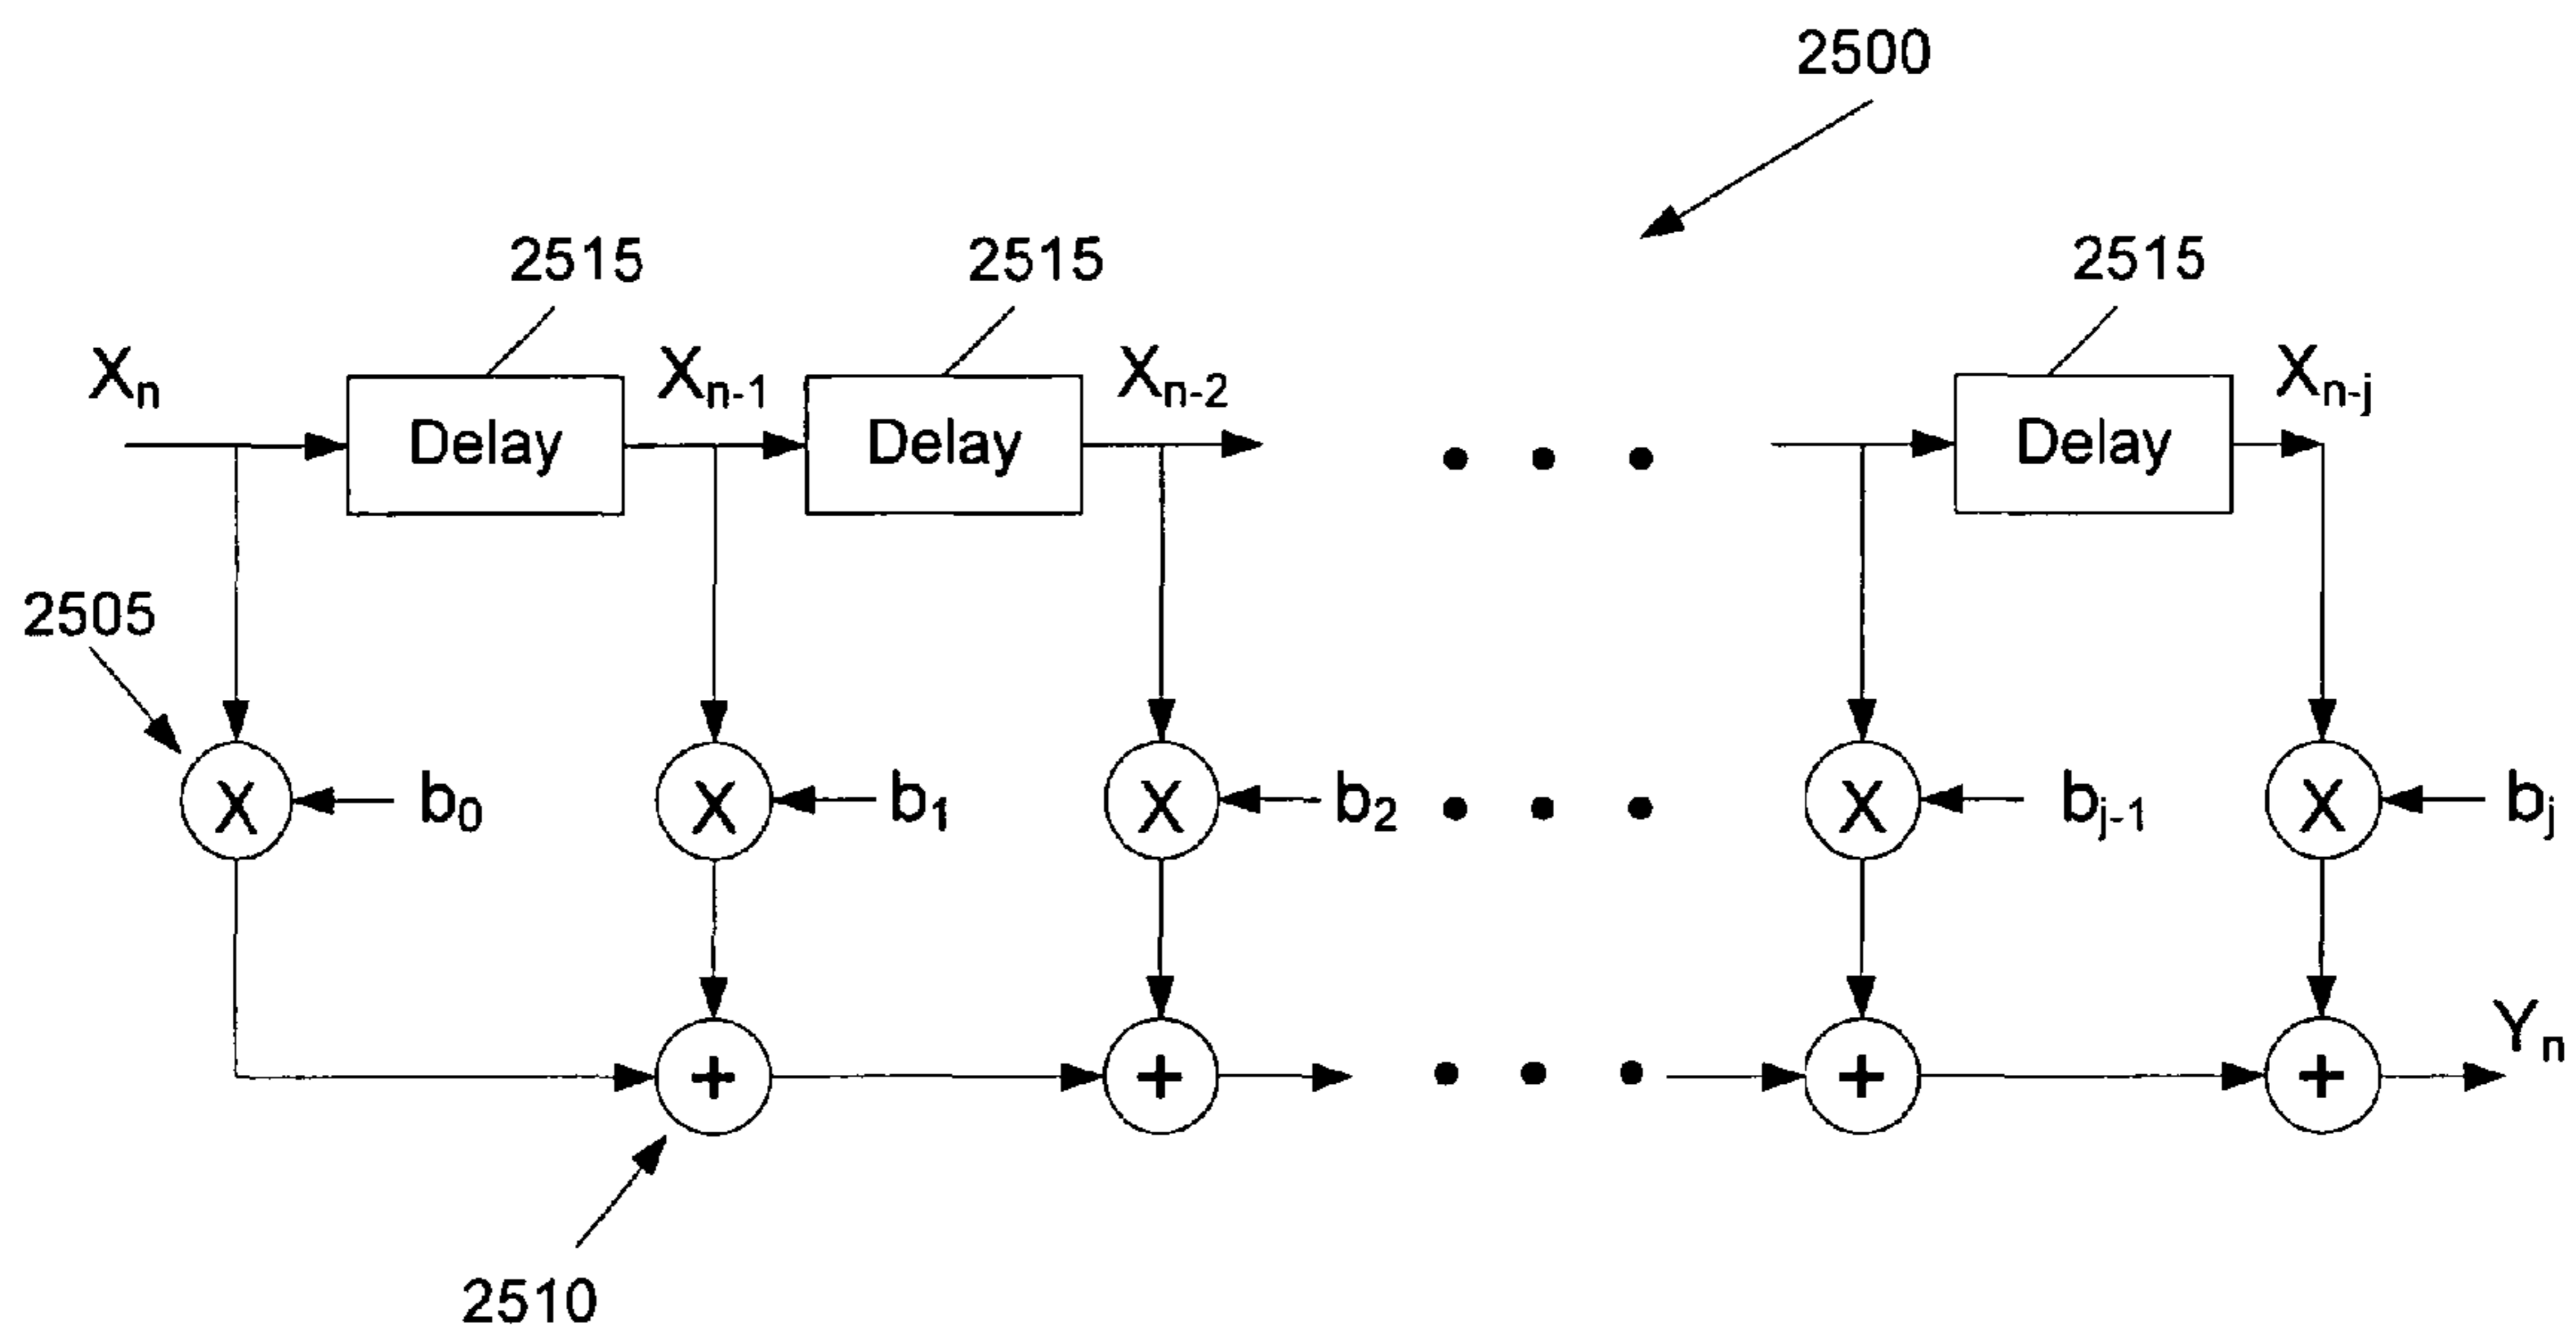 2500
2515 2515 2515
Xₙ Delay Xₙ₋₁ Delay Xₙ₋₂ • • • Delay Xₙ₋ⱼ
2505
X b₀ X b₁ X b₂ • • • X bⱼ₋₁ X bⱼ
+ + • • • + + Yₙ
2510